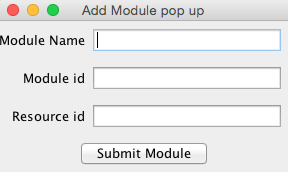 Add Module pop up
Module Name
Module id
Resource id
Submit Module